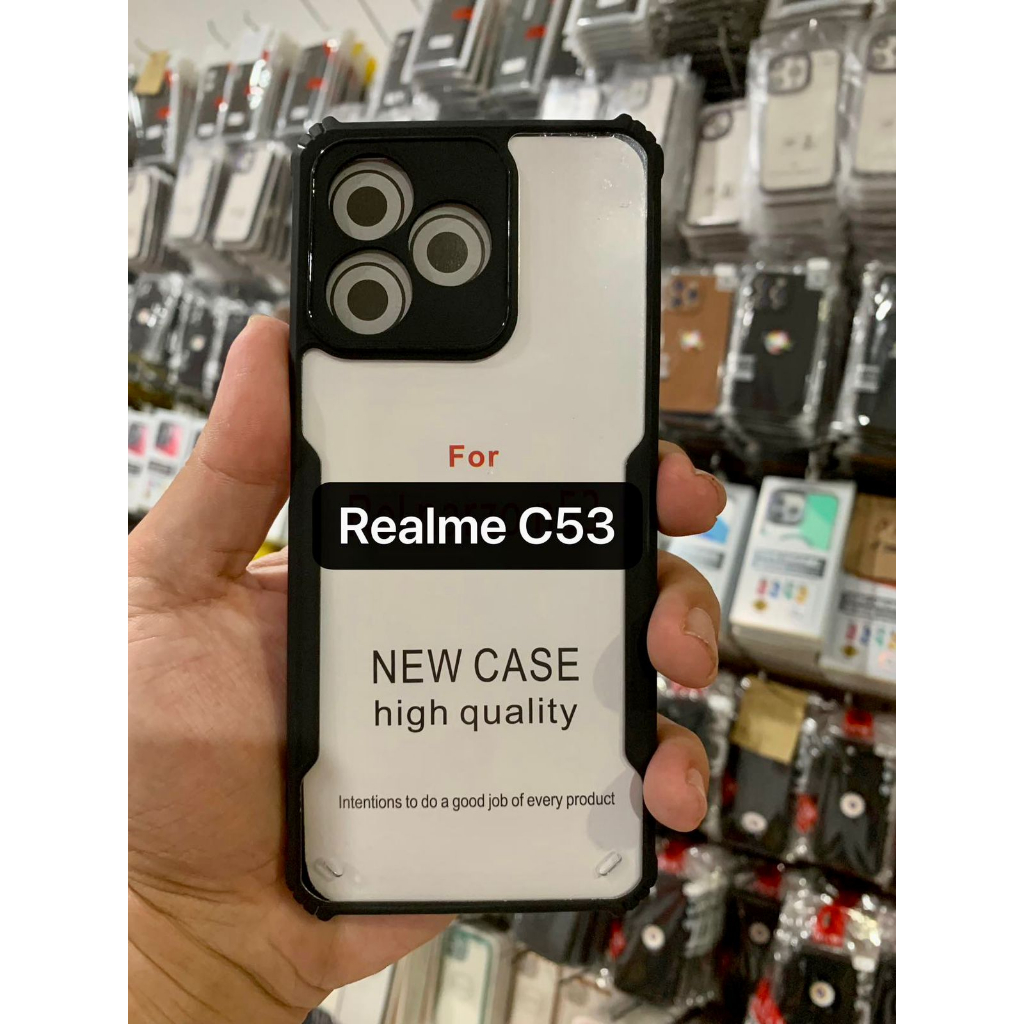 For
Realme C53
NEW CASE
high quality
Intentions to do a good job of every product